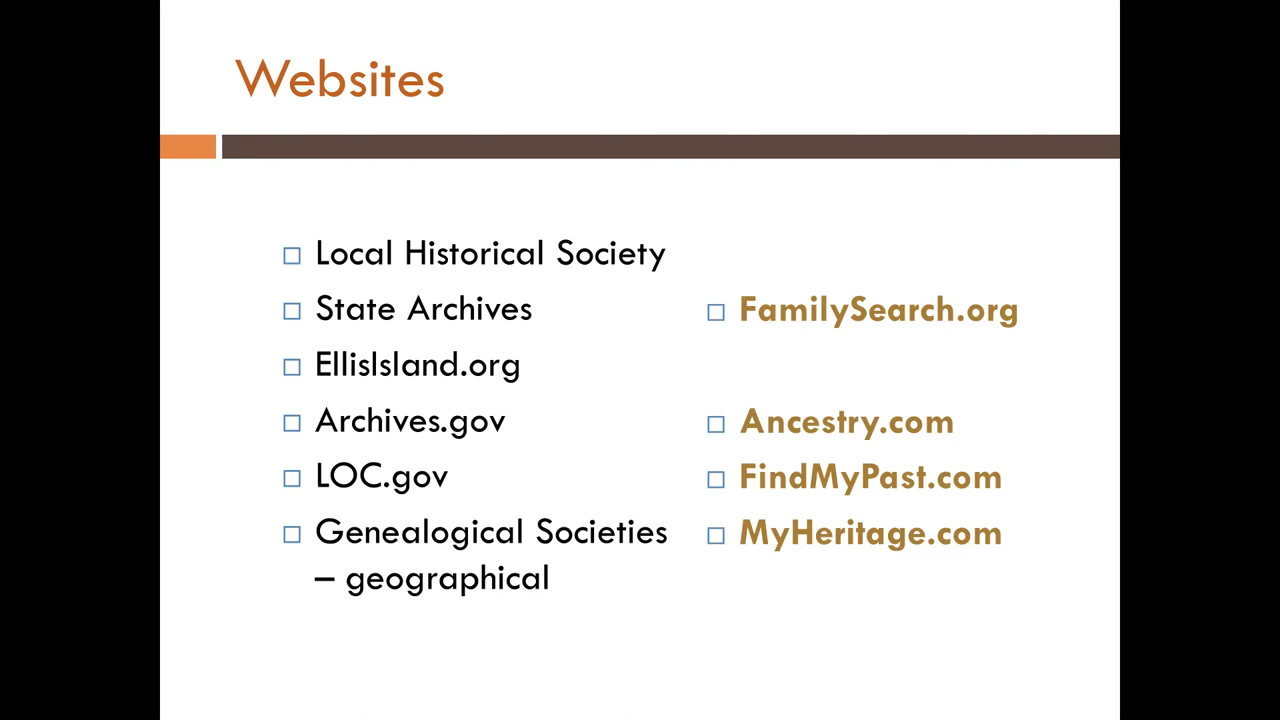 Websites
Local Historical Society
State Archives
EllisIsland.org
Archives.gov
LOC.gov
Genealogical Societies
– geographical
FamilySearch.org
Ancestry.com
FindMyPast.com
MyHeritage.com